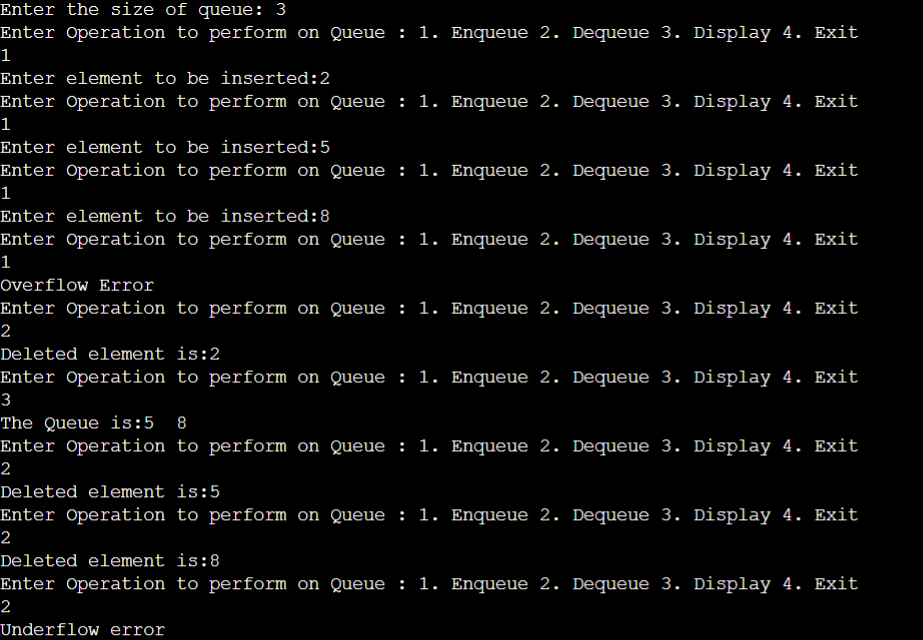 Enter the size of queue: 3
Enter Operation to perform on Queue : 1. Enqueue 2. Dequeue 3. Display 4. Exit
1
Enter element to be inserted:2
Enter Operation to perform on Queue : 1. Enqueue 2. Dequeue 3. Display 4. Exit
1
Enter element to be inserted:5
Enter Operation to perform on Queue : 1. Enqueue 2. Dequeue 3. Display 4. Exit
1
Enter element to be inserted:8
Enter Operation to perform on Queue : 1. Enqueue 2. Dequeue 3. Display 4. Exit
1
Overflow Error
Enter Operation to perform on Queue : 1. Enqueue 2. Dequeue 3. Display 4. Exit
2
Deleted element is:2
Enter Operation to perform on Queue : 1. Enqueue 2. Dequeue 3. Display 4. Exit
3
The Queue is:5  8
Enter Operation to perform on Queue : 1. Enqueue 2. Dequeue 3. Display 4. Exit
2
Deleted element is:5
Enter Operation to perform on Queue : 1. Enqueue 2. Dequeue 3. Display 4. Exit
2
Deleted element is:8
Enter Operation to perform on Queue : 1. Enqueue 2. Dequeue 3. Display 4. Exit
2
Underflow error